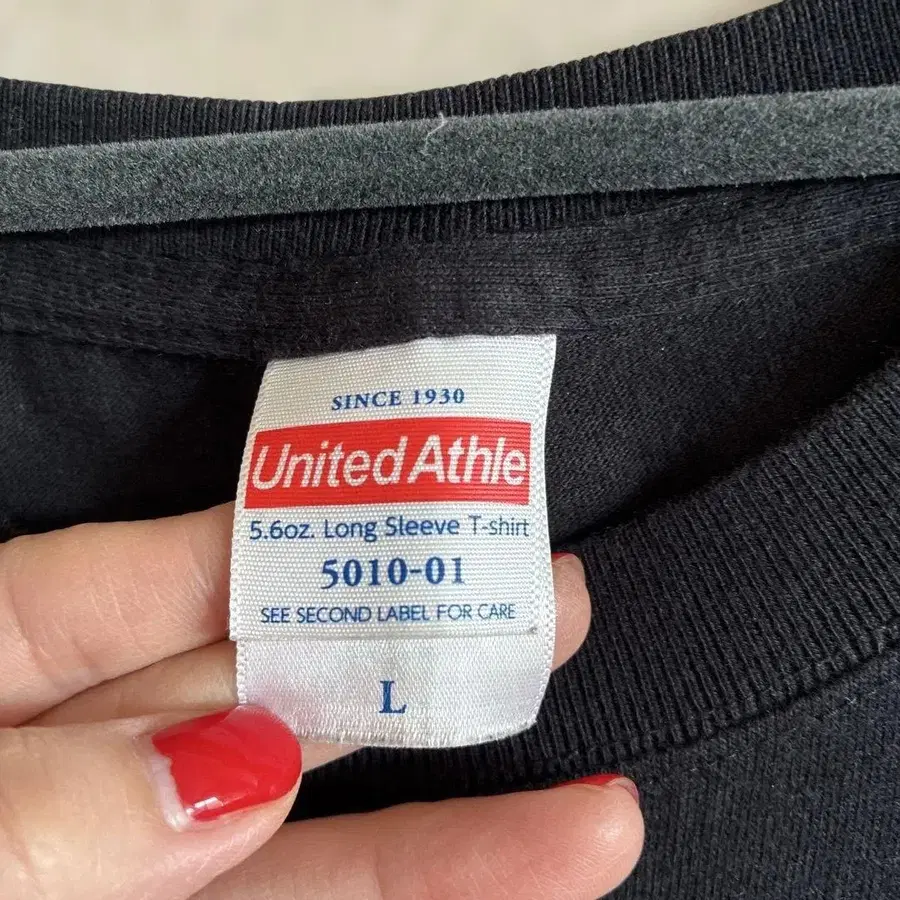 SINCE 1930
United Athle
5.6oz. Long Sleeve T-shirt
5010-01
SEE SECOND LABEL FOR CARE
L